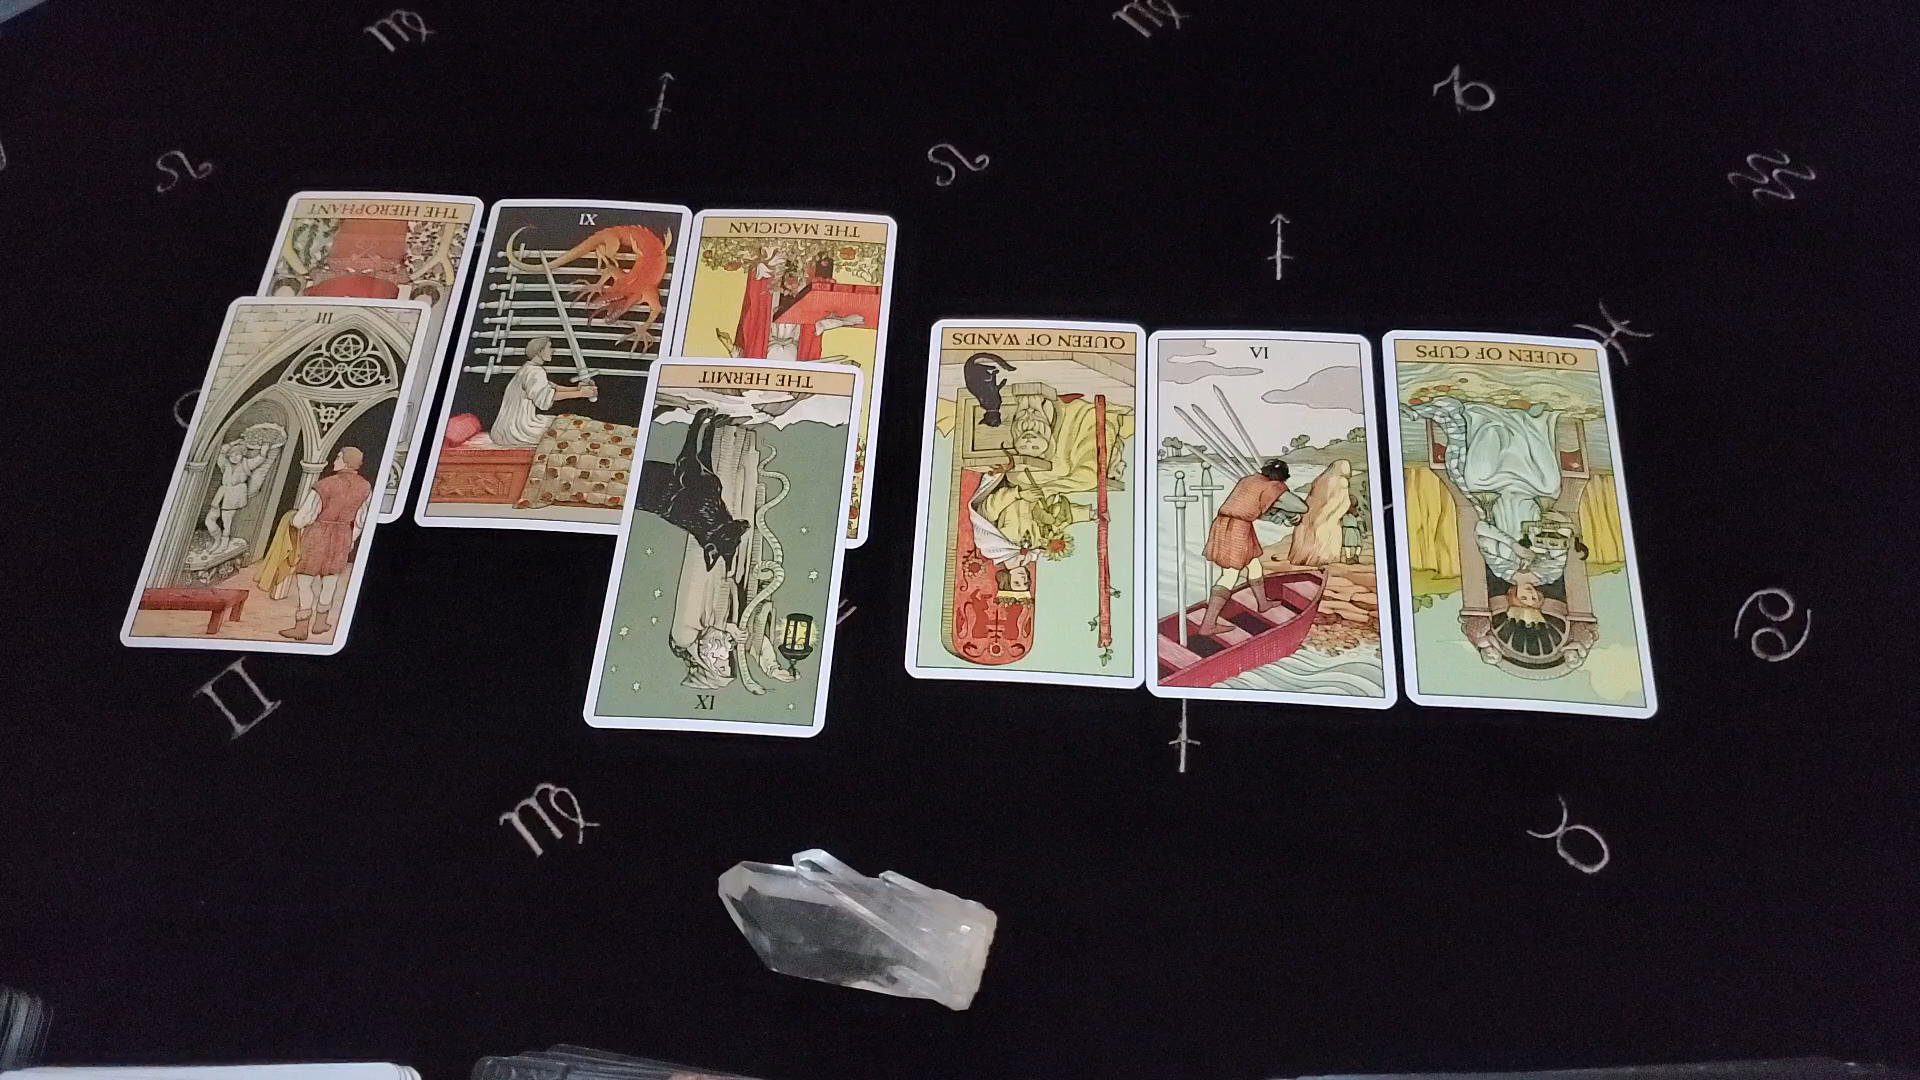 THE HIEROPHANT
IX
THE MAGICIAN
III
THE HERMIT
IX
QUEEN OF WANDS
VI
QUEEN OF CUPS